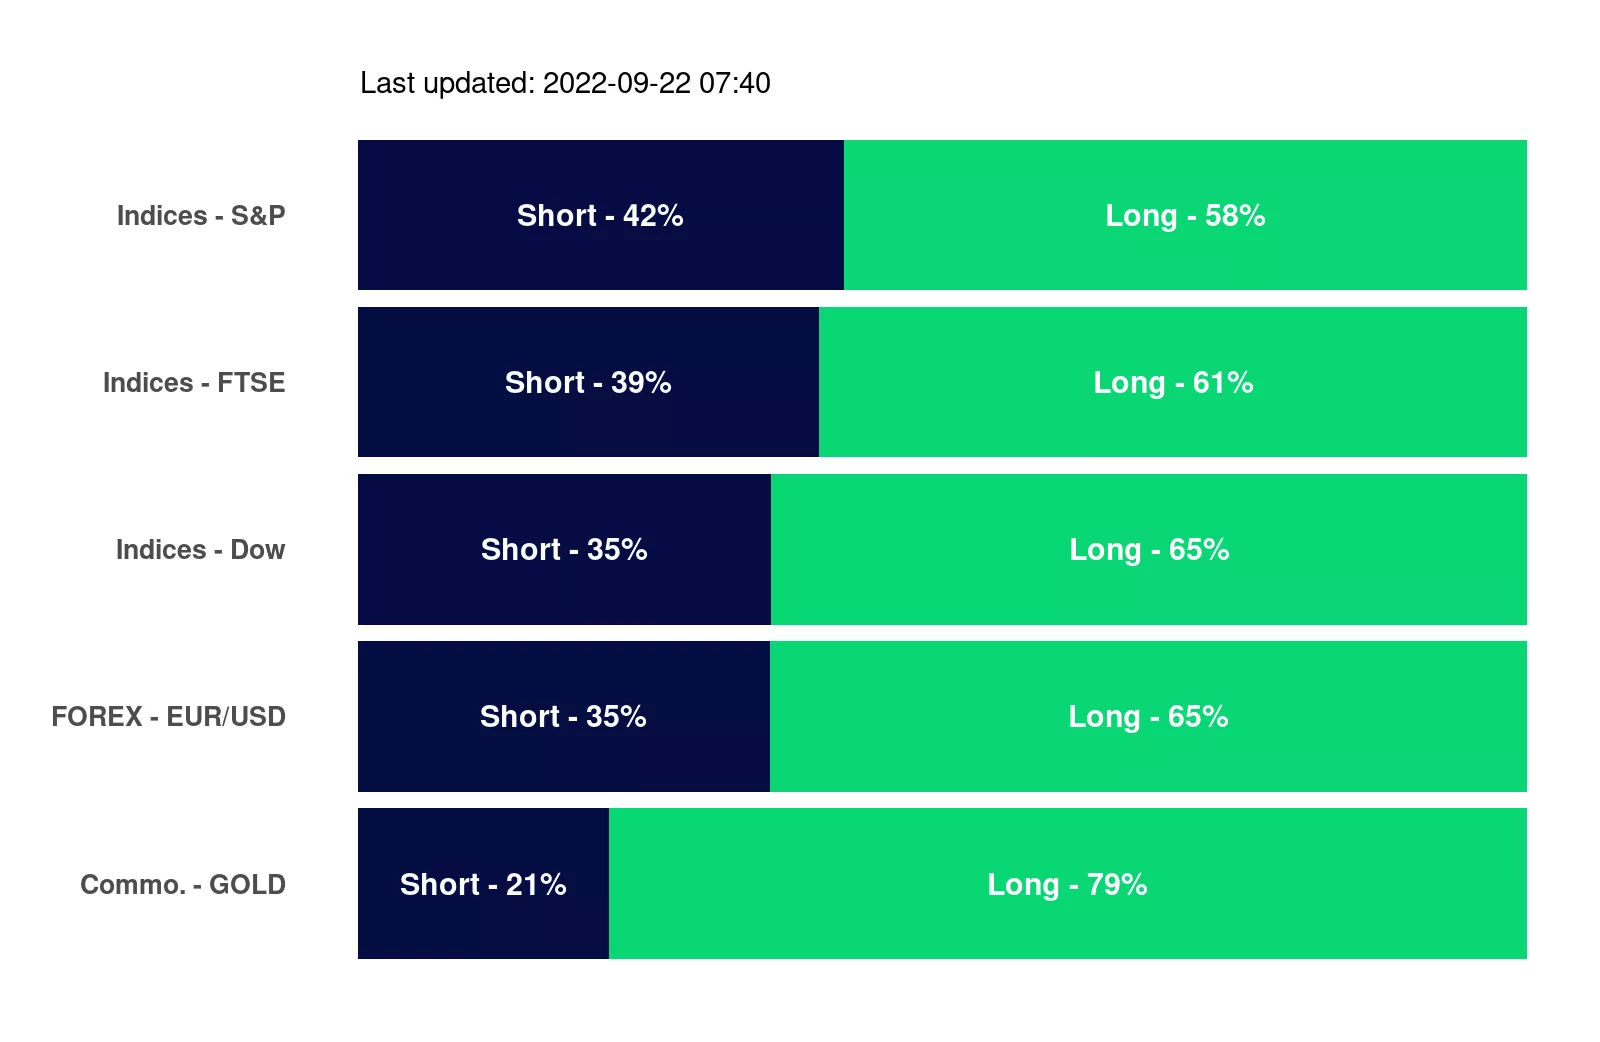 Last updated: 2022-09-22 07:40
Indices - S&P
Short - 42%
Long - 58%
Indices - FTSE
Short - 39%
Long - 61%
Indices - Dow
Short - 35%
Long - 65%
FOREX - EUR/USD
Short - 35%
Long - 65%
Commo. - GOLD
Short - 21%
Long - 79%